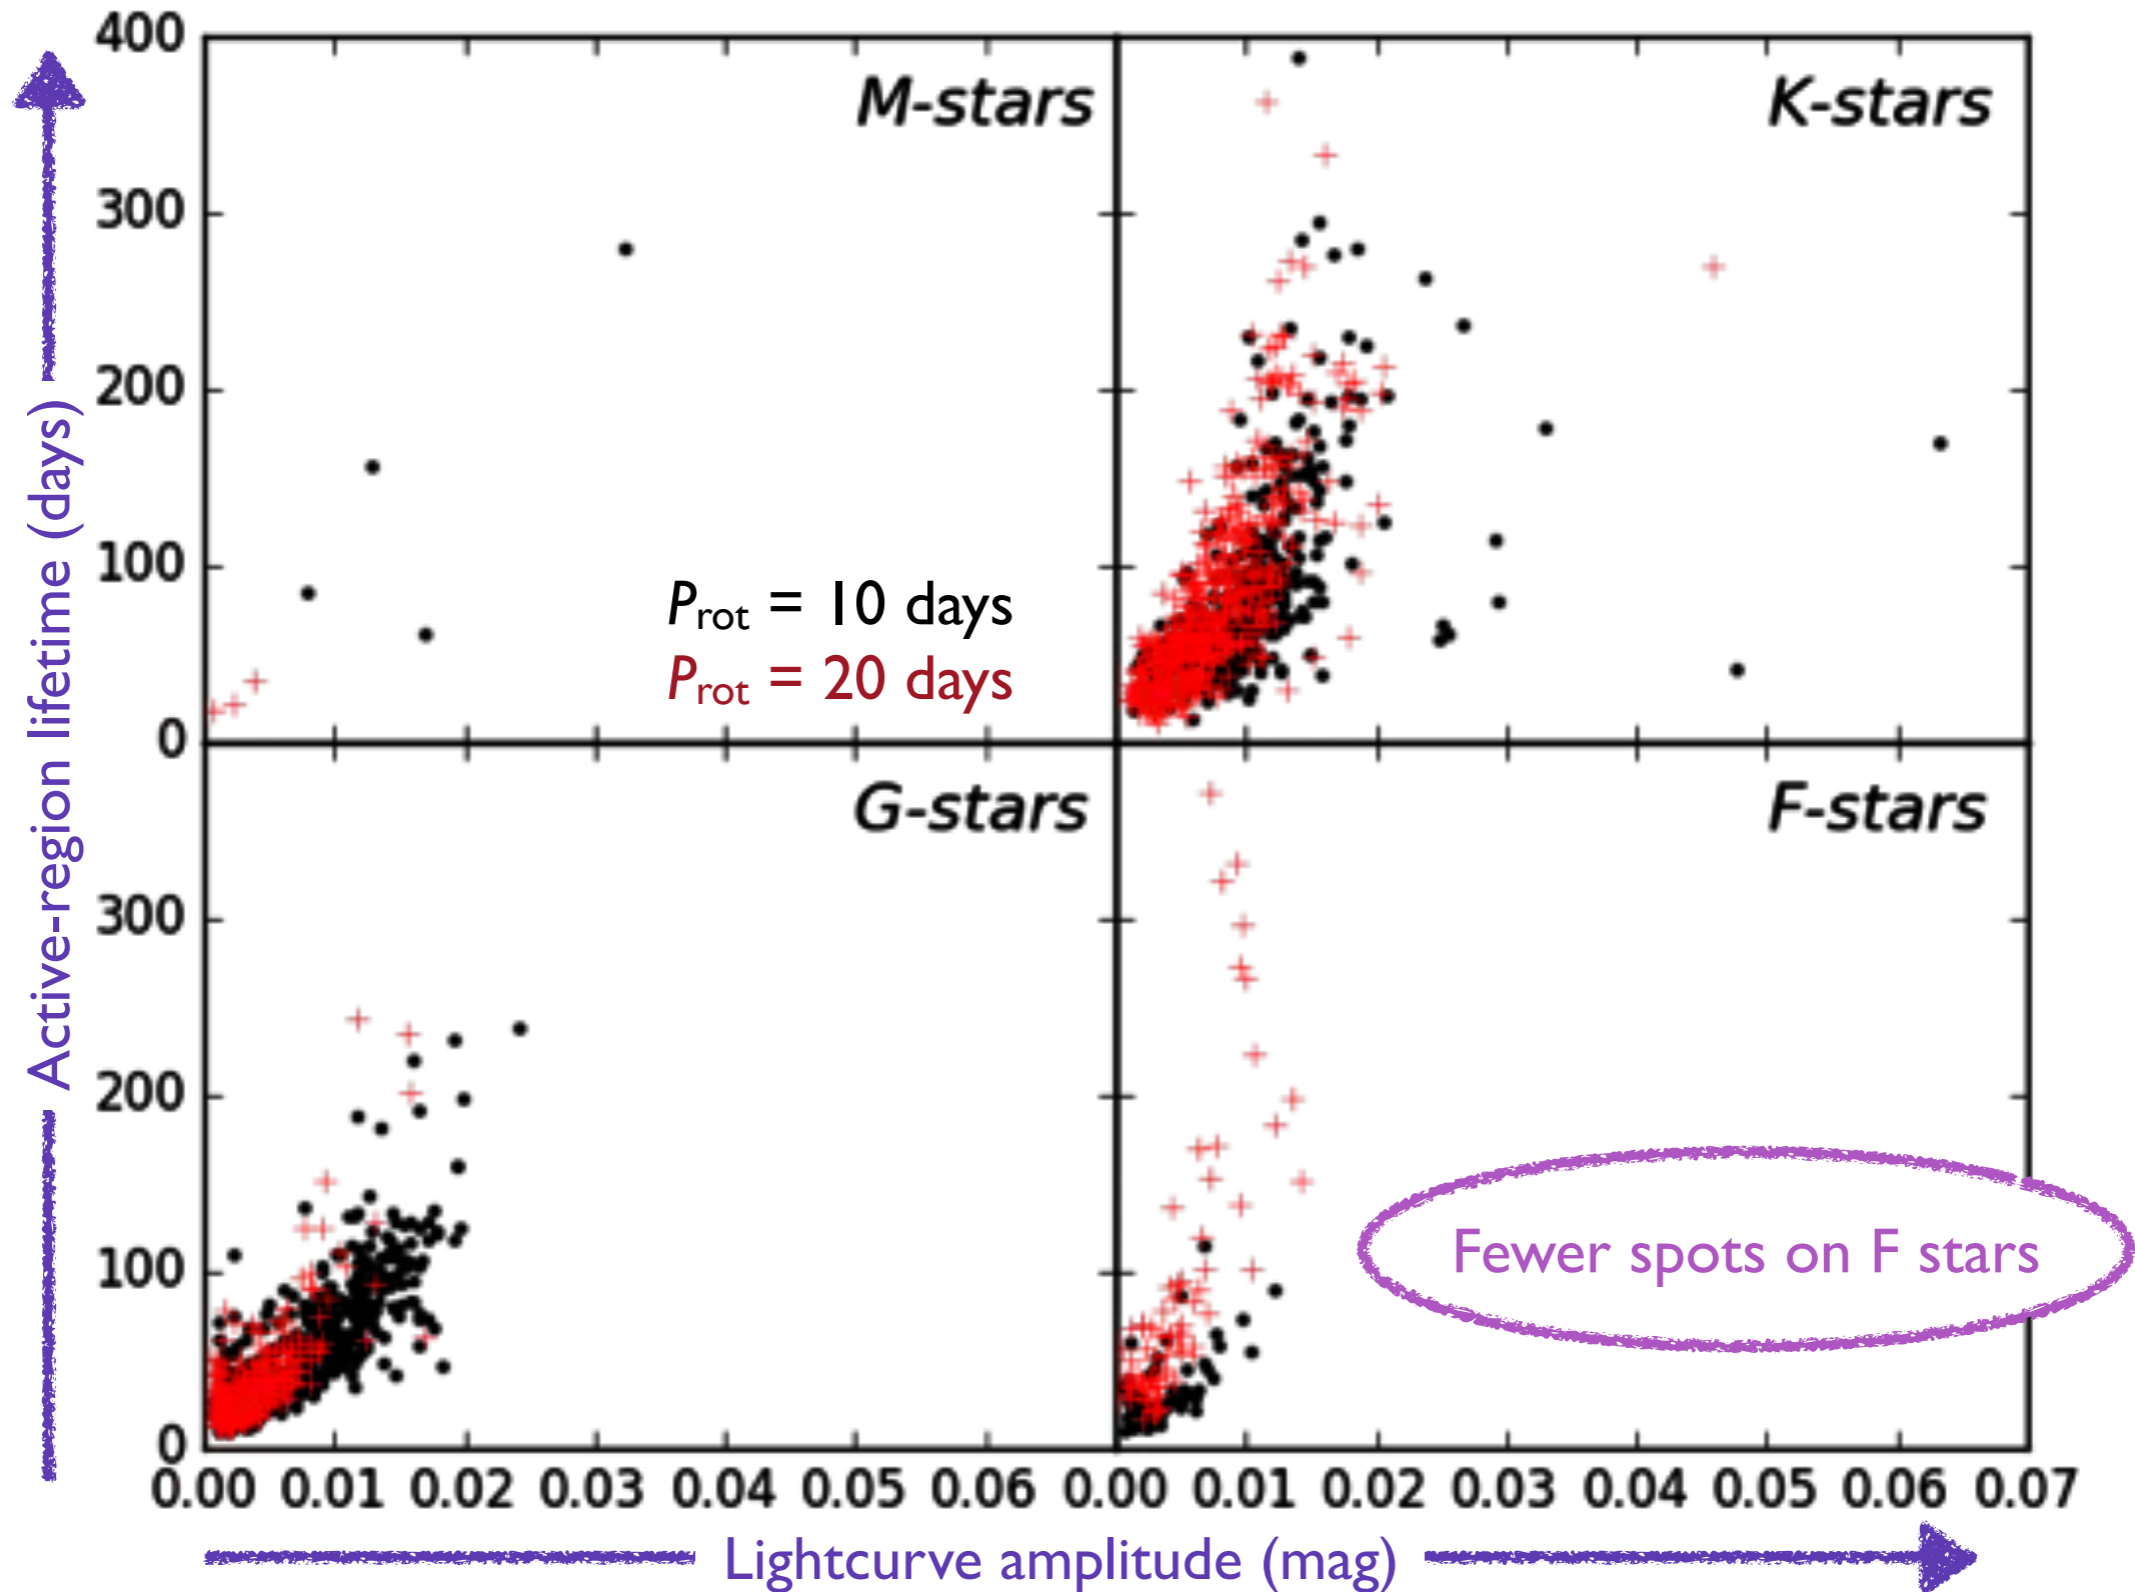 400
300
200
100
0
M-stars
K-stars
P_rot = 10 days
P_rot = 20 days
Active-region lifetime (days)
300
200
100
0
G-stars
F-stars
Fewer spots on F stars
0.00 0.01 0.02 0.03 0.04 0.05 0.06 0.00 0.01 0.02 0.03 0.04 0.05 0.06 0.07
Lightcurve amplitude (mag)